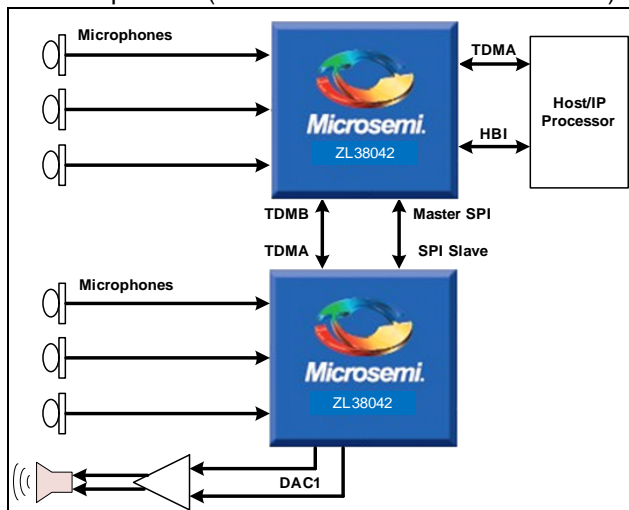 Microphones
TDMA
Host/IP
Processor
Microsemi.
HBI
ZL38042
TDMB
Master SPI
TDMA
SPI Slave
Microphones
Microsemi.
ZL38042
DAC1